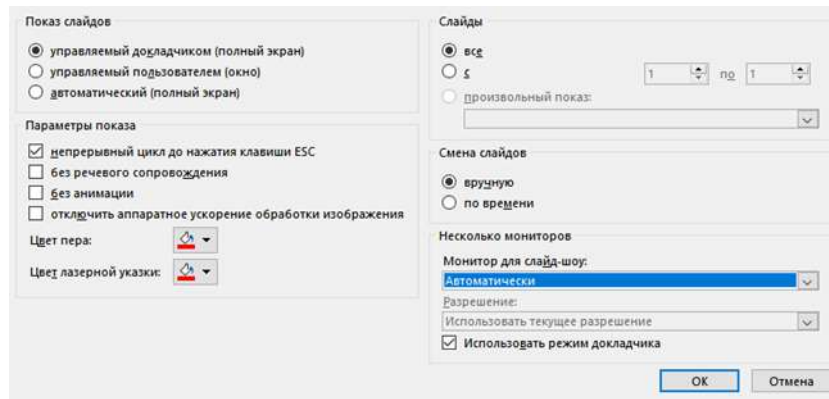 Показ слайдов
управляемый докладчиком (полный экран)
управляемый пользователем (окно)
автоматический (полный экран)
Параметры показа
непрерывный цикл до нажатия клавиши ESC
без речевого сопровождения
без анимации
отключить аппаратное ускорение обработки изображения
Цвет пера:
Цвет лазерной указки:
Слайды
все
с 1 по 1
произвольный показ:
Смена слайдов
вручную
по времени
Несколько мониторов
Монитор для слайд-шоу:
Автоматически
Разрешение:
Использовать текущее разрешение
Использовать режим докладчика
ОК Отмена